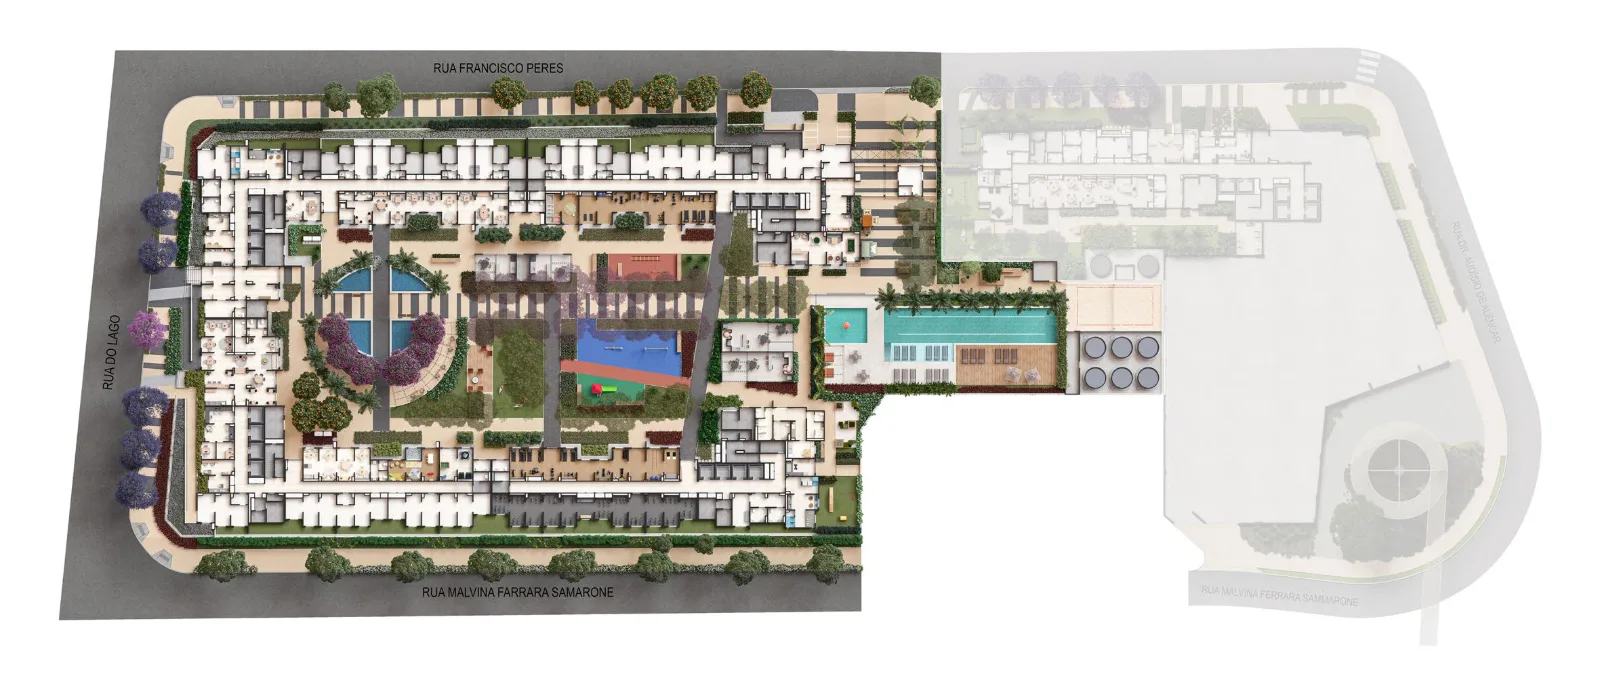 RUA FRANCISCO PERES
RUA DO LAGO
RUA MALVINA FARRARA SAMARONE
RUA MALVINA FERRARA SAMMARONE